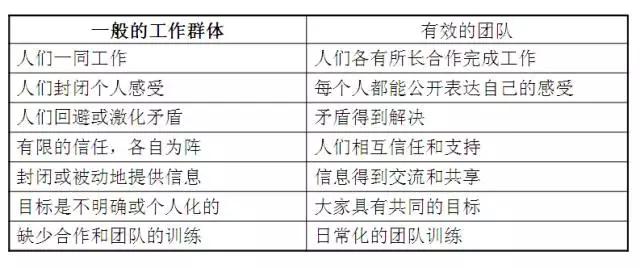 一般的工作群体 有效的团队
人们一同工作 人们各有所长合作完成工作
人们封闭个人感受 每个人都能公开表达自己的感受
人们回避或激化矛盾 矛盾得到解决
有限的信任，各自为阵 人们相互信任和支持
封闭或被动地提供信息 信息得到交流和共享
目标是不明确或个人化的 大家具有共同的目标
缺少合作和团队的训练 日常化的团队训练